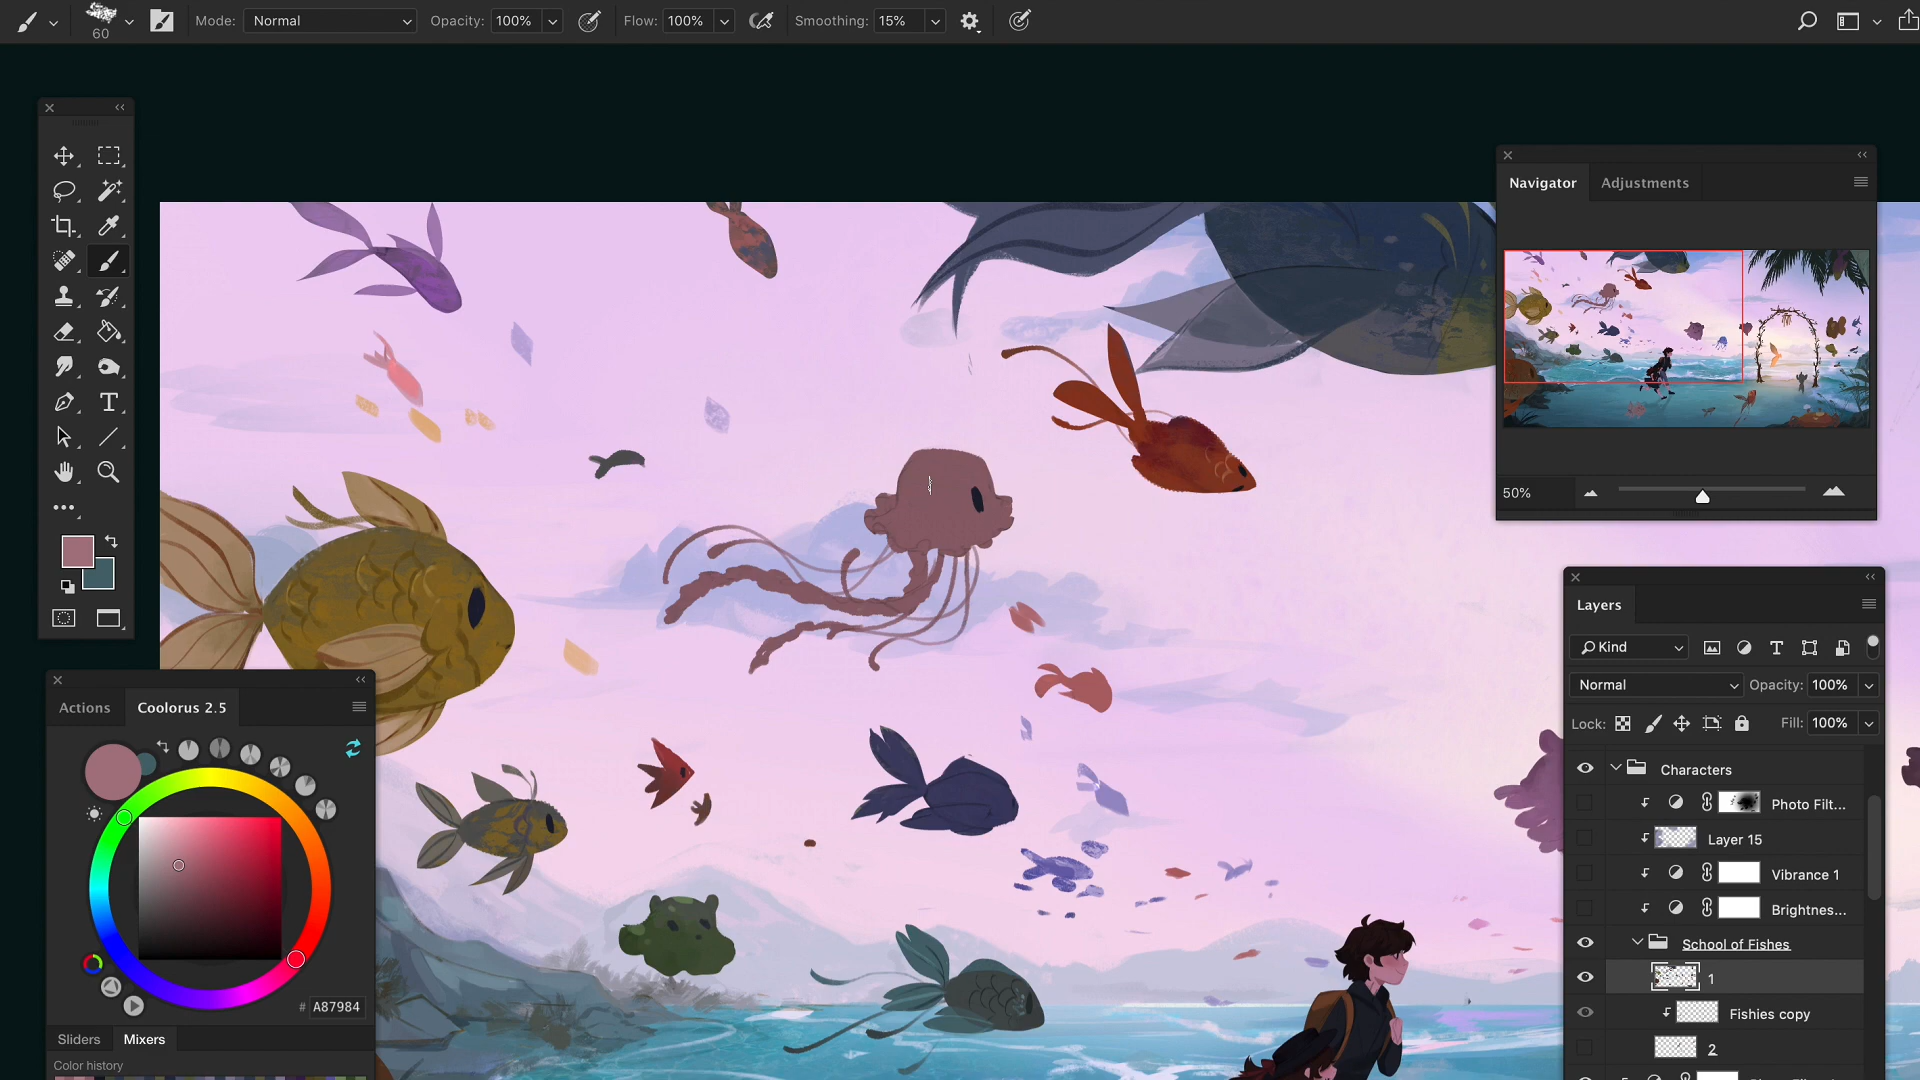 60
Mode: Normal Opacity: 100% Flow: 100% Smoothing: 15%
Navigator Adjustments
50%
Actions Coolorus 2.5
# A87984
Sliders Mixers
Color history
Layers
Kind
Normal Opacity: 100%
Lock: Fill: 100%
Characters
Photo Filt...
Layer 15
Vibrance 1
Brightnes...
School of Fishes
1
Fishies copy
2